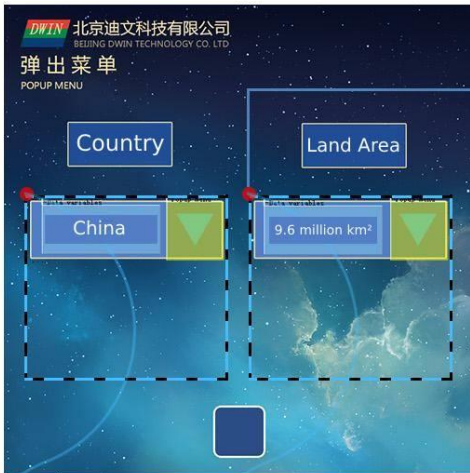 DWIN 北京迪文科技有限公司
BEIJING DWIN TECHNOLOGY CO. LTD
弹出菜单
POPUP MENU
Country
Land Area
China
9.6 million km²